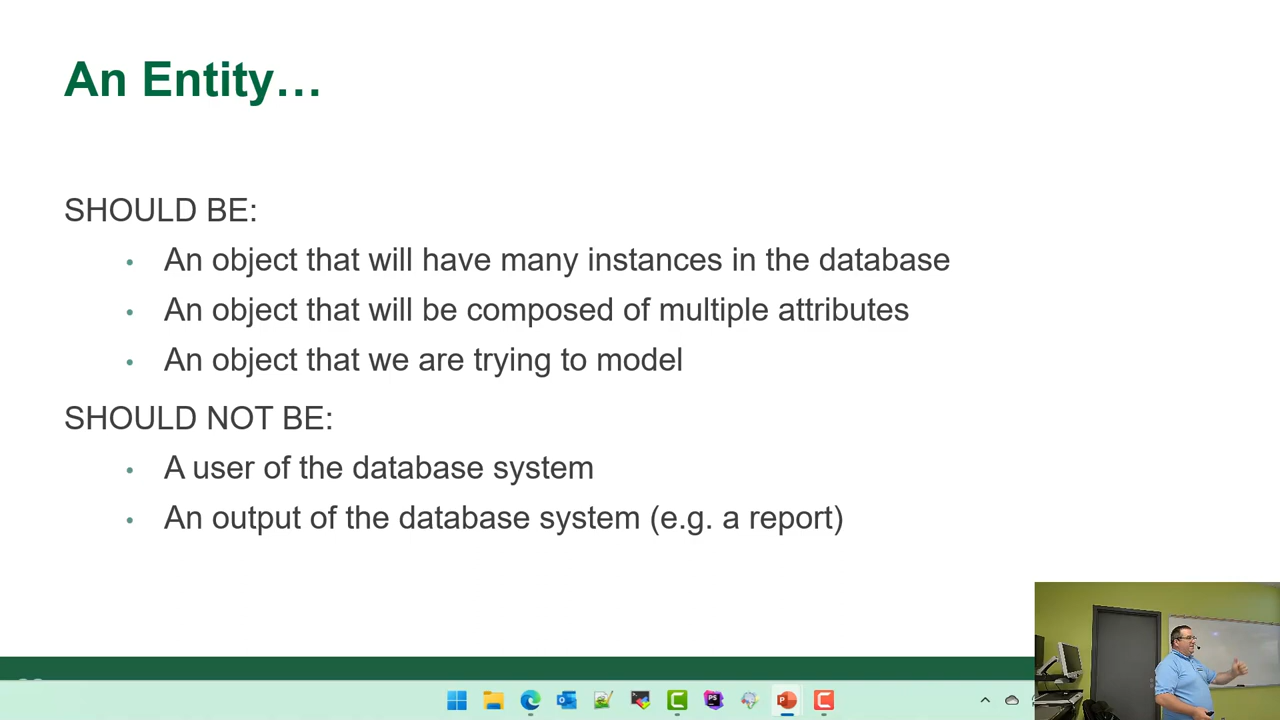 An Entity…
SHOULD BE:
• An object that will have many instances in the database
• An object that will be composed of multiple attributes
• An object that we are trying to model
SHOULD NOT BE:
• A user of the database system
• An output of the database system (e.g. a report)
PS
P
C